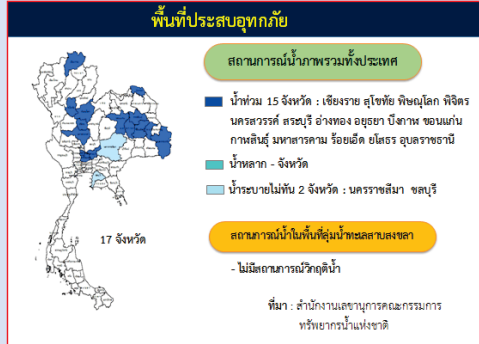 พื้นที่ประสบอุทกภัย
สถานการณ์น้ำภาพรวมทั้งประเทศ
น้ำท่วม 15 จังหวัด : เชียงราย สุโขทัย พิษณุโลก พิจิตร
นครสวรรค์ สระบุรี อ่างทอง อยุธยา บึงกาฬ ขอนแก่น
กาฬสินธุ์ มหาสารคาม ร้อยเอ็ด ยโสธร อุบลราชธานี
น้ำหลาก - จังหวัด
น้ำระบายไม่ทัน 2 จังหวัด : นครราชสีมา ชลบุรี
17 จังหวัด
สถานการณ์น้ำในพื้นที่ลุ่มน้ำทะเลสาบสงขลา
- ไม่มีสถานการณ์วิกฤติน้ำ
ที่มา : สำนักงานเลขานุการคณะกรรมการ
ทรัพยากรน้ำแห่งชาติ